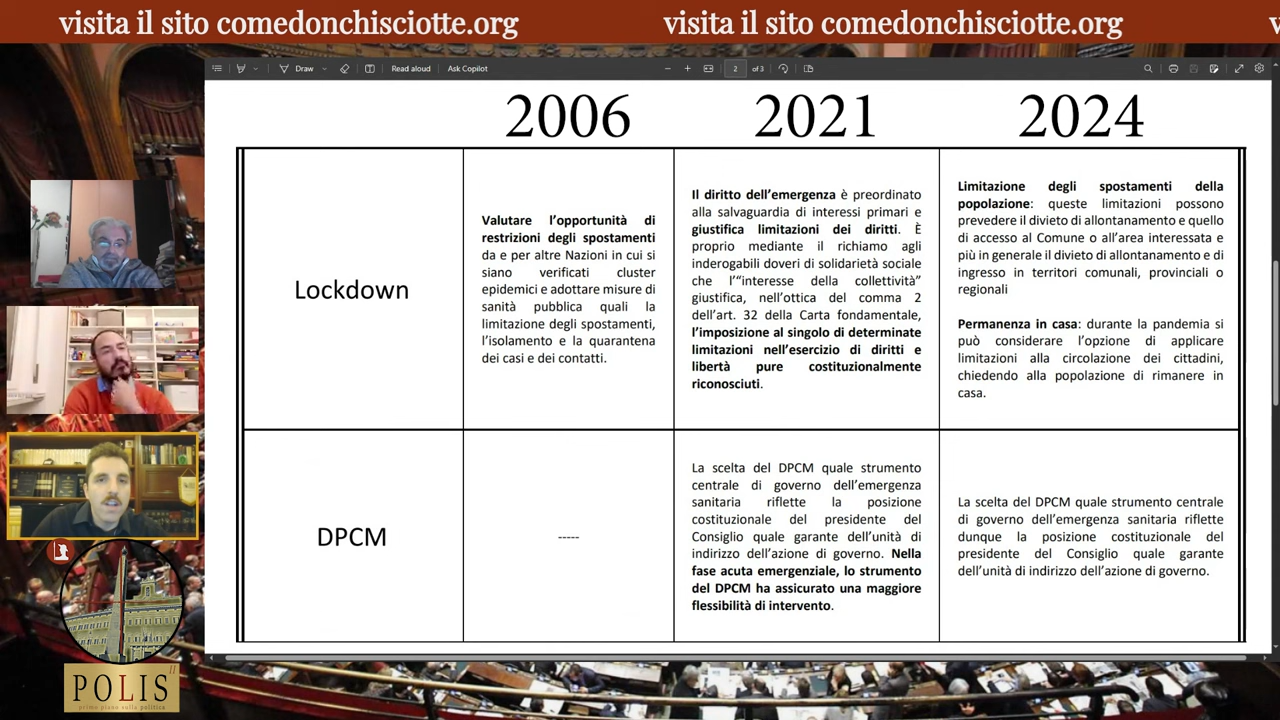 visita il sito comedonchisciotte.org
visita il sito comedonchisciotte.org
Draw
Read aloud
Ask Copilot
2
of 3
2006
2021
2024
Lockdown
Valutare l’opportunità di
restrizioni degli spostamenti
da e per altre Nazioni in cui si
siano verificati cluster
epidemici e adottare misure di
sanità pubblica quali la
limitazione degli spostamenti,
l’isolamento e la quarantena
dei casi e dei contatti.
Il diritto dell’emergenza è preordinato
alla salvaguardia di interessi primari e
giustifica limitazioni dei diritti. È
proprio mediante il richiamo agli
inderogabili doveri di solidarietà sociale
che l’“interesse della collettività”
giustifica, nell’ottica del comma 2
dell’art. 32 della Carta fondamentale,
l’imposizione al singolo di determinate
limitazioni nell’esercizio di diritti e
libertà pure costituzionalmente
riconosciuti.
Limitazione degli spostamenti della
popolazione: queste limitazioni possono
prevedere il divieto di allontanamento e quello
di accesso al Comune o all’area interessata e
più in generale il divieto di allontanamento e di
ingresso in territori comunali, provinciali o
regionali
Permanenza in casa: durante la pandemia si
può considerare l’opzione di applicare
limitazioni alla circolazione dei cittadini,
chiedendo alla popolazione di rimanere in
casa.
DPCM
-----
La scelta del DPCM quale strumento
centrale di governo dell’emergenza
sanitaria riflette la posizione
costituzionale del presidente del
Consiglio quale garante dell’unità di
indirizzo dell’azione di governo. Nella
fase acuta emergenziale, lo strumento
del DPCM ha assicurato una maggiore
flessibilità di intervento.
La scelta del DPCM quale strumento centrale
di governo dell’emergenza sanitaria riflette
dunque la posizione costituzionale del
presidente del Consiglio quale garante
dell’unità di indirizzo dell’azione di governo.
POLIS
primo piano sulla politica